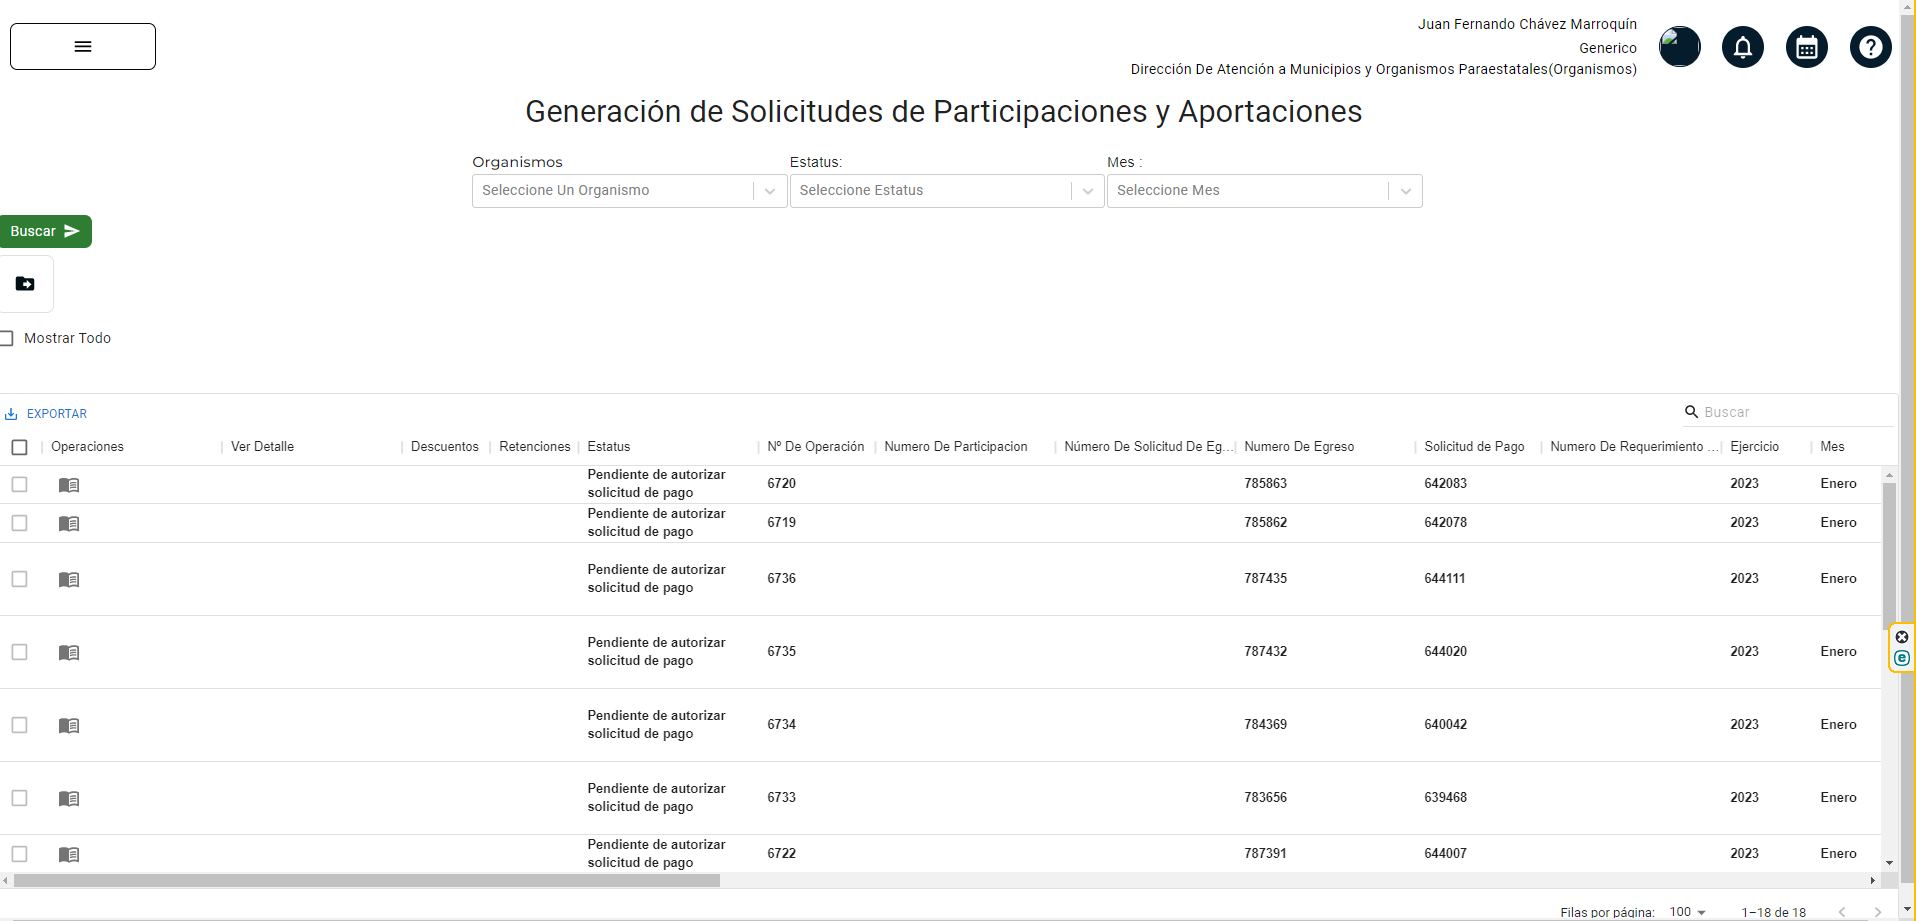 Juan Fernando Chávez Marroquín
Generico
Dirección De Atención a Municipios y Organismos Paraestatales(Organismos)
Generación de Solicitudes de Participaciones y Aportaciones
Organismos Estatus: Mes :
Seleccione Un Organismo Seleccione Estatus Seleccione Mes
Buscar
Mostrar Todo
EXPORTAR Buscar
Operaciones Ver Detalle Descuentos Retenciones Estatus Nº De Operación Numero De Participacion Número De Solicitud De Eg... Numero De Egreso Solicitud de Pago Numero De Requerimiento ... Ejercicio Mes
Pendiente de autorizar
solicitud de pago 6720 785863 642083 2023 Enero
Pendiente de autorizar
solicitud de pago 6719 785862 642078 2023 Enero
Pendiente de autorizar
solicitud de pago 6736 787435 644111 2023 Enero
Pendiente de autorizar
solicitud de pago 6735 787432 644020 2023 Enero
Pendiente de autorizar
solicitud de pago 6734 784369 640042 2023 Enero
Pendiente de autorizar
solicitud de pago 6733 783656 639468 2023 Enero
Pendiente de autorizar
solicitud de pago 6722 787391 644007 2023 Enero
Filas por página: 100 1–18 de 18